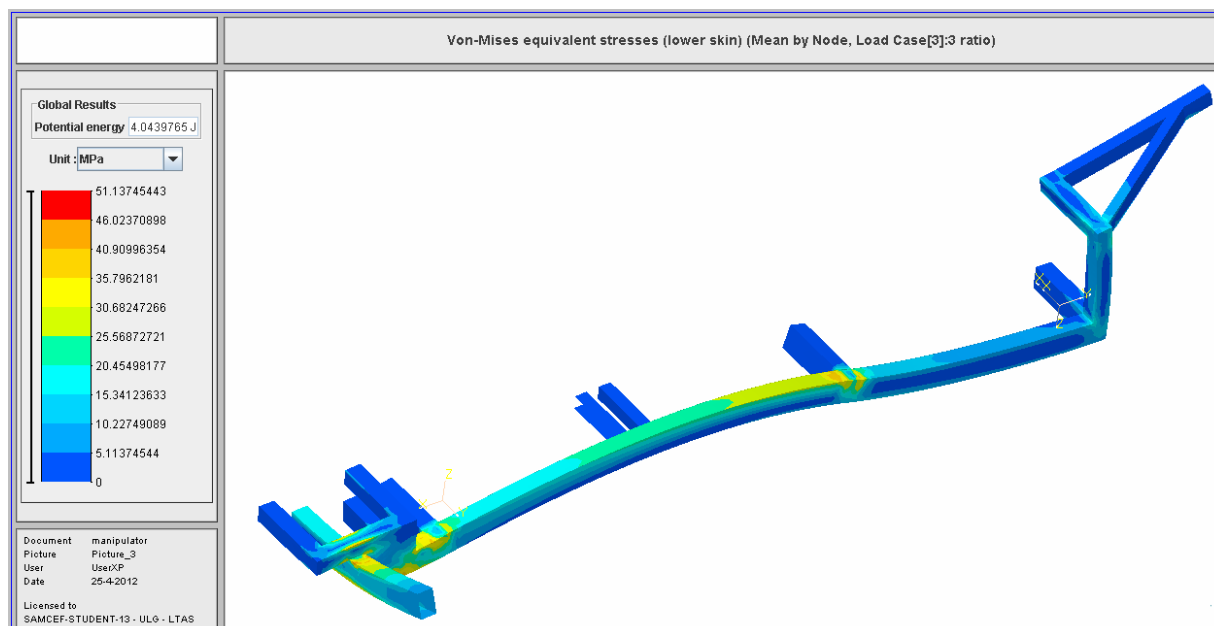 Von-Mises equivalent stresses (lower skin) (Mean by Node, Load Case[3]:3 ratio)
Global Results
Potential energy 4.0439765 J
Unit : MPa
51.13745443
46.02370898
40.90996354
35.7962181
30.68247266
25.56872721
20.45498177
15.34123633
10.22749089
5.11374544
0
Document manipulator
Picture Picture_3
User UserXP
Date 25-4-2012
Licensed to
SAMCEF-STUDENT-13 - ULG - LTAS
Z